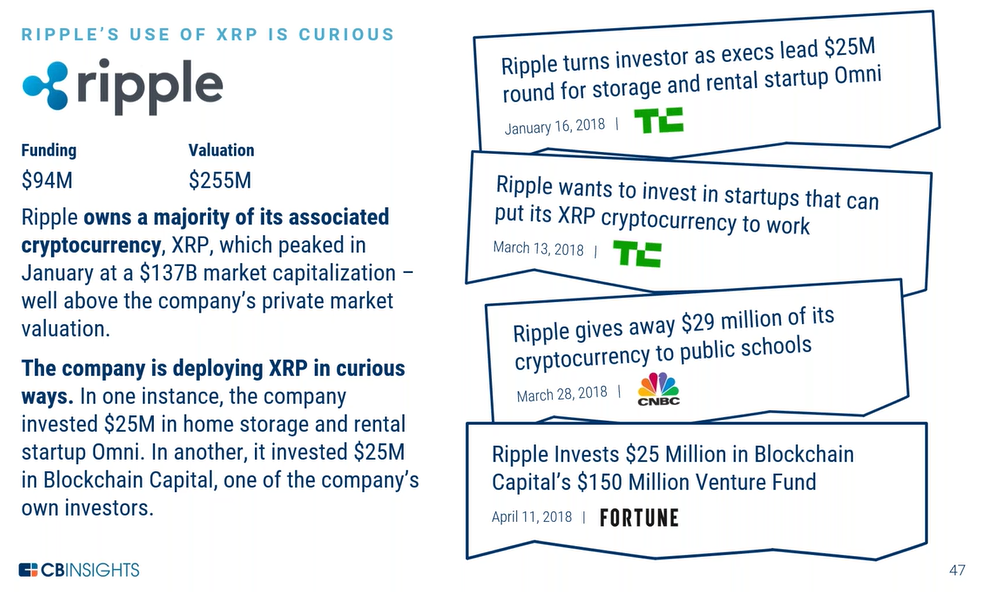 RIPPLE'S USE OF XRP IS CURIOUS
ripple
Funding
Valuation
$94M
$255M
Ripple owns a majority of its associated
cryptocurrency, XRP, which peaked in
January at a $137B market capitalization –
well above the company's private market
valuation.
The company is deploying XRP in curious
ways. In one instance, the company
invested $25M in home storage and rental
startup Omni. In another, it invested $25M
in Blockchain Capital, one of the company's
own investors.
Ripple turns investor as execs lead $25M
round for storage and rental startup Omni
January 16, 2018 | TC
Ripple wants to invest in startups that can
put its XRP cryptocurrency to work
March 13, 2018 | TC
Ripple gives away $29 million of its
cryptocurrency to public schools
March 28, 2018 | CNBC
Ripple Invests $25 Million in Blockchain
Capital's $150 Million Venture Fund
April 11, 2018 | FORTUNE
CBINSIGHTS
47